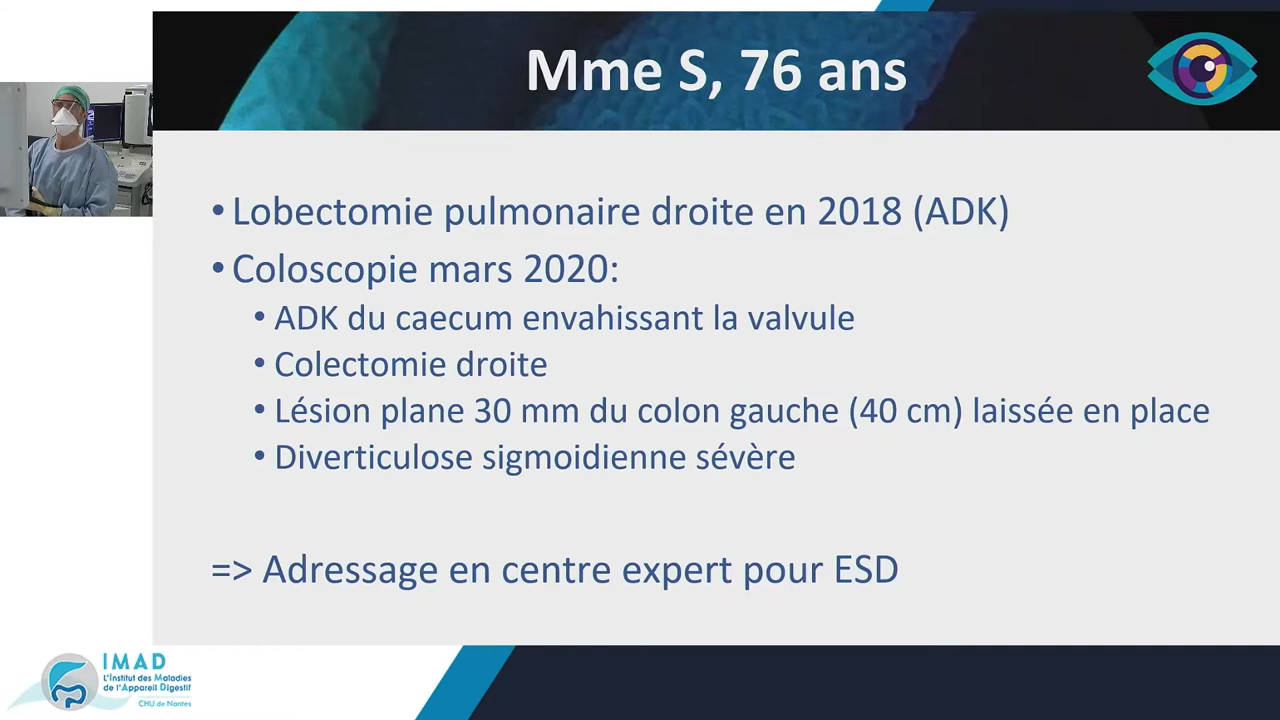 Mme S, 76 ans
• Lobectomie pulmonaire droite en 2018 (ADK)
• Coloscopie mars 2020:
• ADK du caecum envahissant la valvule
• Colectomie droite
• Lésion plane 30 mm du colon gauche (40 cm) laissée en place
• Diverticulose sigmoidienne sévère
=> Adressage en centre expert pour ESD
IMAD
L'Institut des Maladies
de l'Appareil Digestif
CHU de Nantes